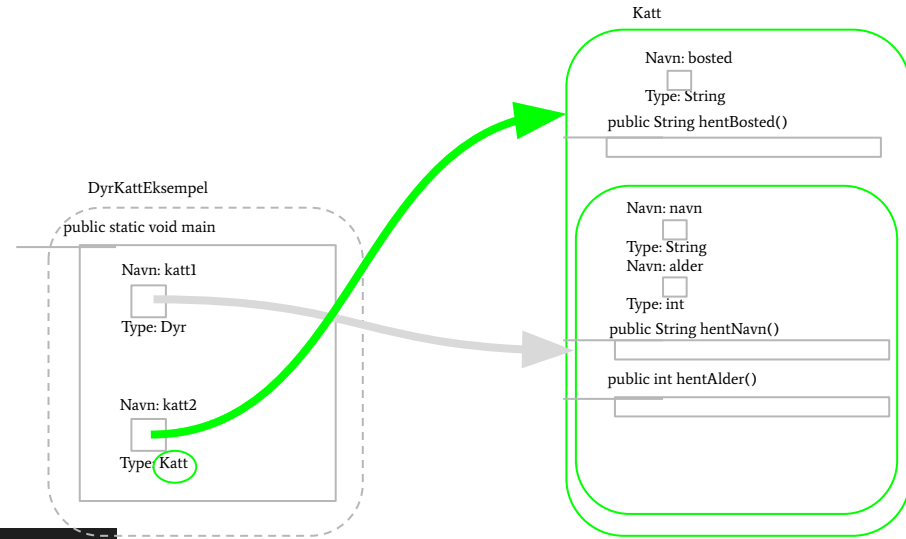 Katt
Navn: bosted
Type: String
public String hentBosted()
DyrKattEksempel
public static void main
Navn: katt1
Type: Dyr
Navn: katt2
Type: Katt
Navn: navn
Type: String
Navn: alder
Type: int
public String hentNavn()
public int hentAlder()